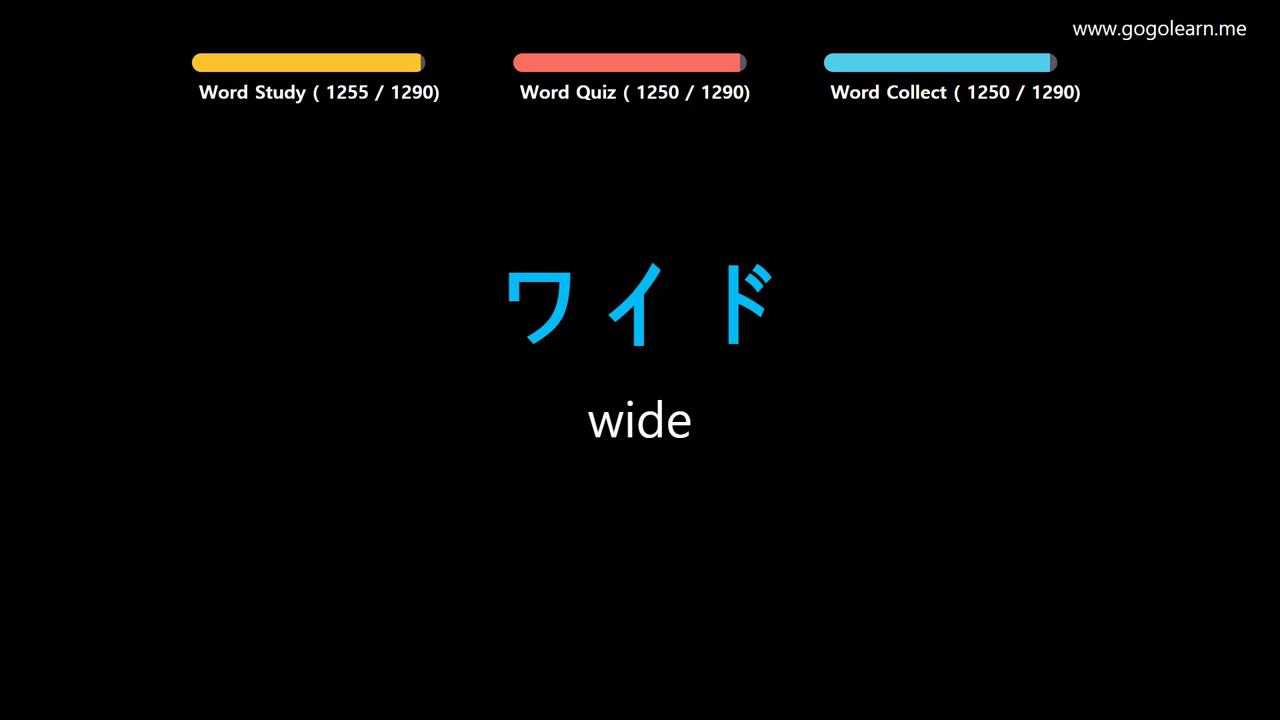 www.gogolearn.me
Word Study ( 1255 / 1290)
Word Quiz ( 1250 / 1290)
Word Collect ( 1250 / 1290)
ワイド
wide